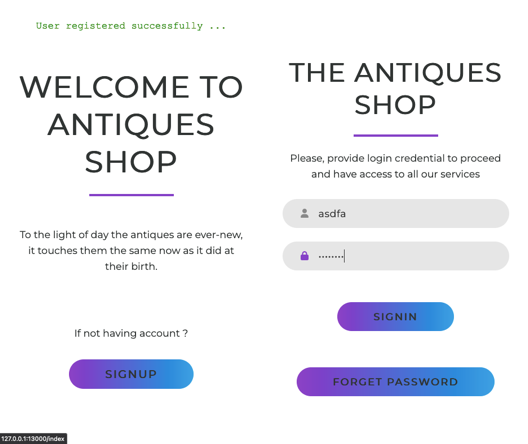 User registered successfully ...
WELCOME TO
ANTIQUES
SHOP
To the light of day the antiques are ever-new,
it touches them the same now as it did at
their birth.
If not having account ?
SIGNUP
THE ANTIQUES
SHOP
Please, provide login credential to proceed
and have access to all our services
asdfa
••••••••
SIGNIN
FORGET PASSWORD
127.0.0.1:13000/index